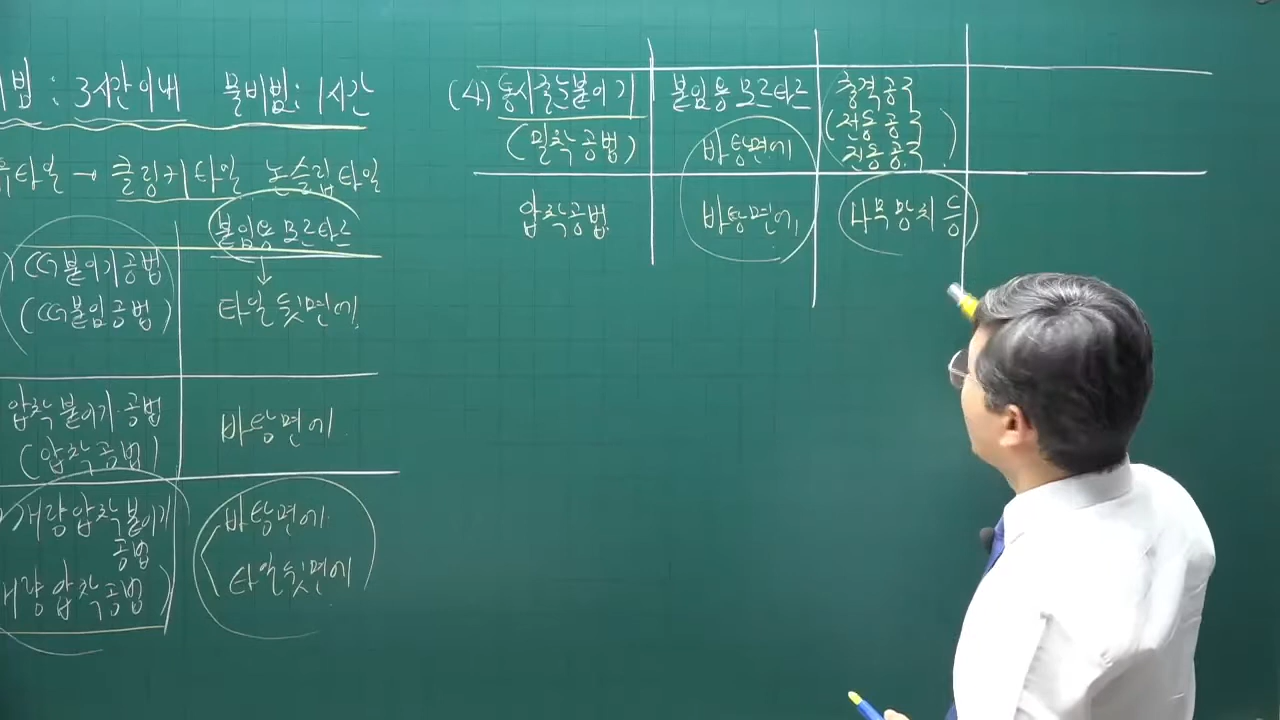 법 : 3시간 이내 물비빔: 1시간
타일 → 클링커타일 논슬립타일
붙임용 모르타르
) CG붙이기공법
(CG붙임공법)
타일 뒷면에
압착붙이기 공법
(압착공법)
바탕면에
개량압착붙이기
공법
개량압착공법)
바탕면에
타일뒷면에
(4) 동시줄눈붙이기
(밀착공법)
붙임용 모르타르
바탕면에
충격공구
(전동공구
진동공구)
압착공법
바탕면에
나무망치 등